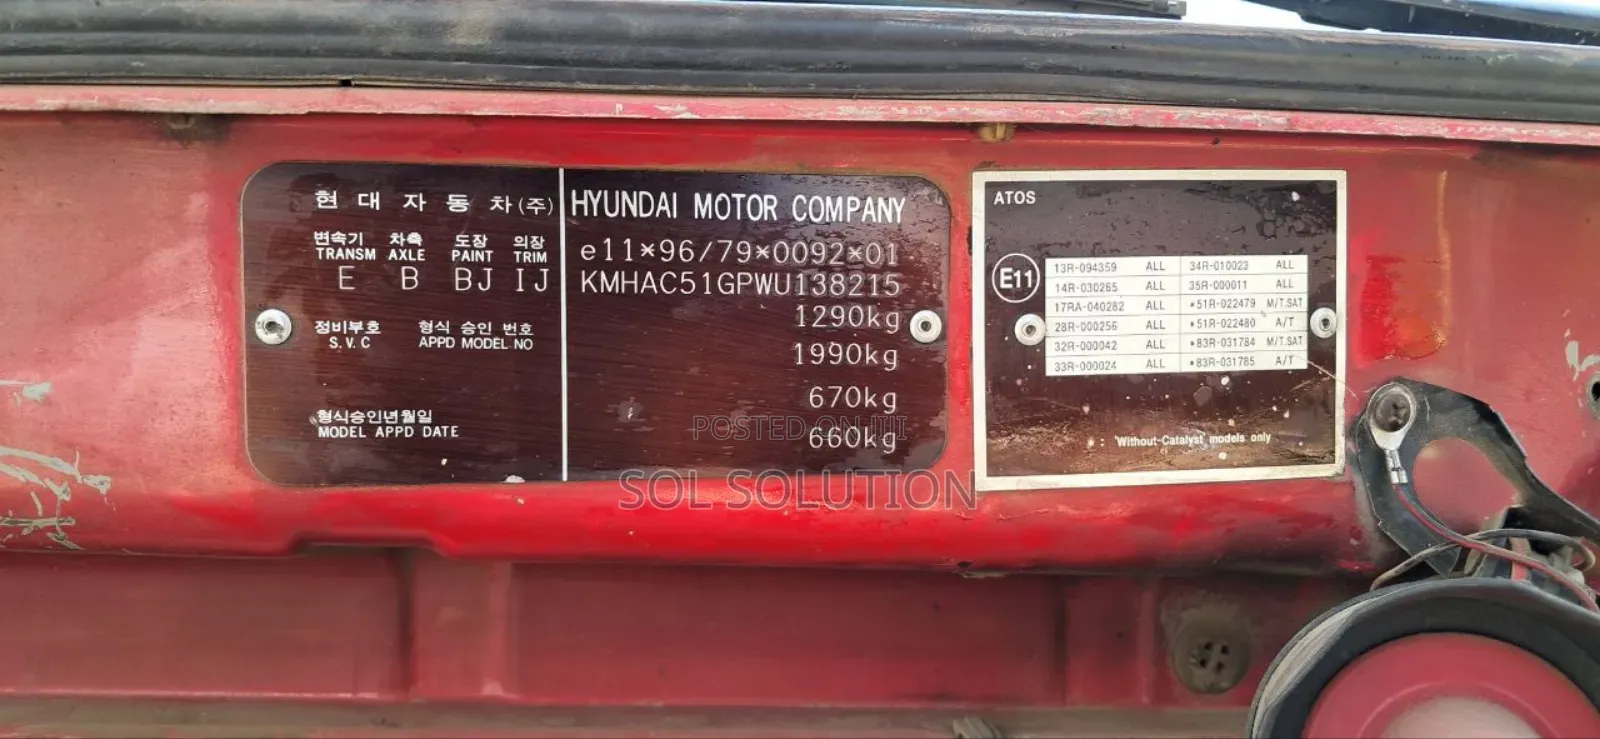 현대자동차(주)
변속기 차축 도장 의장
TRANSM AXLE PAINT TRIM
E B BJ IJ
정비부호 형식 승인 번호
S.V.C APPD MODEL NO
형식승인년월일
MODEL APPD DATE
HYUNDAI MOTOR COMPANY
e11*96/79*0092*01
KMHAC51GPWU138215
1290kg
1990kg
670kg
660kg
ATOS
E11
13R-094359 ALL 34R-010023 ALL
14R-030265 ALL 35R-000011 ALL
17RA-040282 ALL *51R-022479 M/T.SAT
28R-000256 ALL *51R-022480 A/T
32R-000042 ALL *83R-031784 M/T.SAT
33R-000024 ALL *83R-031785 A/T
* : 'Without-Catalyst' models only
POSTED ON JIJI
SOL SOLUTION